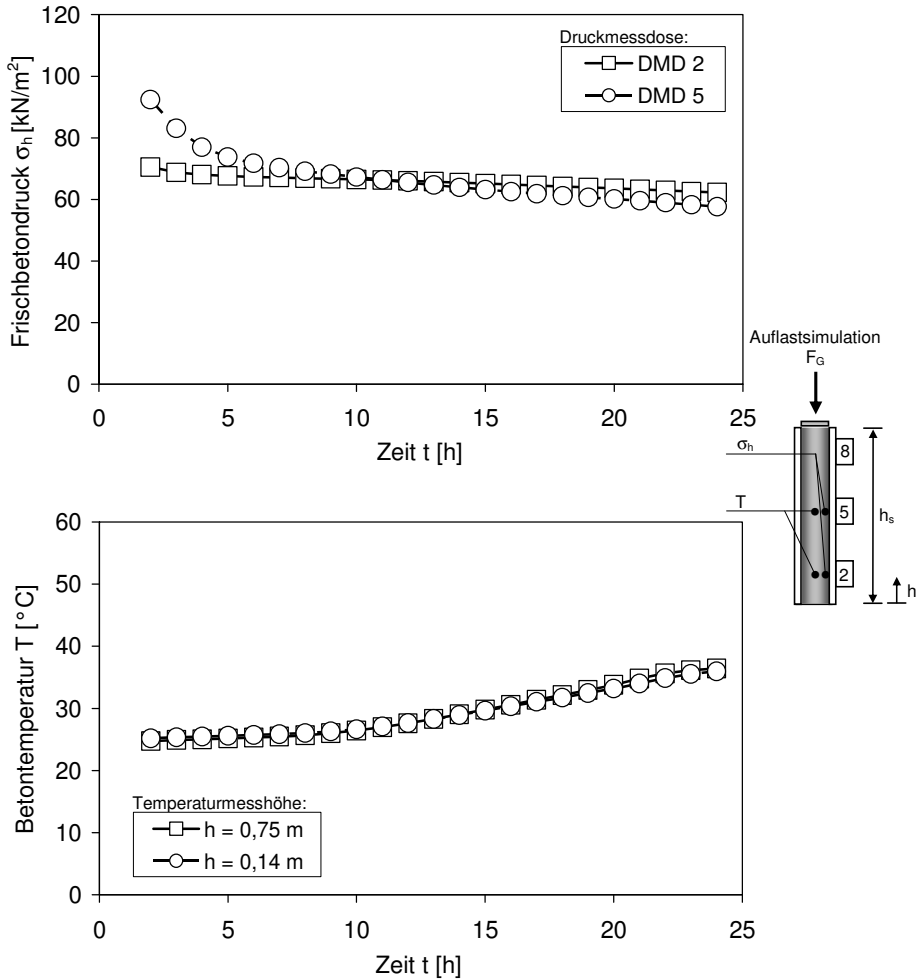 120
100
80
60
40
20
0
Frischbetondruck σh [kN/m²]
Druckmessdose:
DMD 2
DMD 5
0 5 10 15 20 25
Zeit t [h]
Auflastsimulation
FG
σh
T
8
5
2
hs
h
60
50
40
30
20
10
0
Betontemperatur T [°C]
Temperaturmesshöhe:
h = 0,75 m
h = 0,14 m
0 5 10 15 20 25
Zeit t [h]